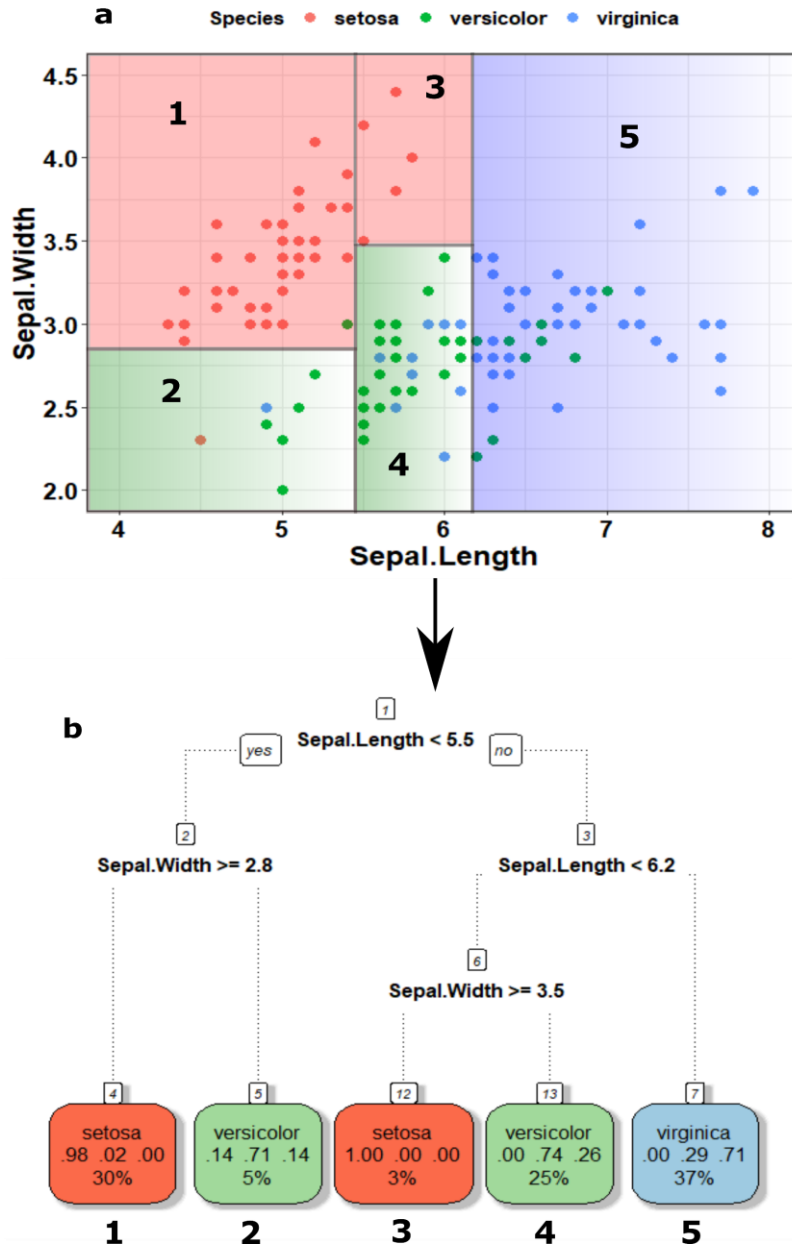 a Species setosa versicolor virginica
4.5
4.0
3.5
3.0
2.5
2.0
Sepal.Width
1
3
5
2
4
4 5 6 7 8
Sepal.Length
b
1
yes Sepal.Length < 5.5 no
2 3
Sepal.Width >= 2.8 Sepal.Length < 6.2
6
Sepal.Width >= 3.5
4 5 12 13 7
setosa versicolor setosa versicolor virginica
.98 .02 .00 .14 .71 .14 1.00 .00 .00 .00 .74 .26 .00 .29 .71
30% 5% 3% 25% 37%
1 2 3 4 5